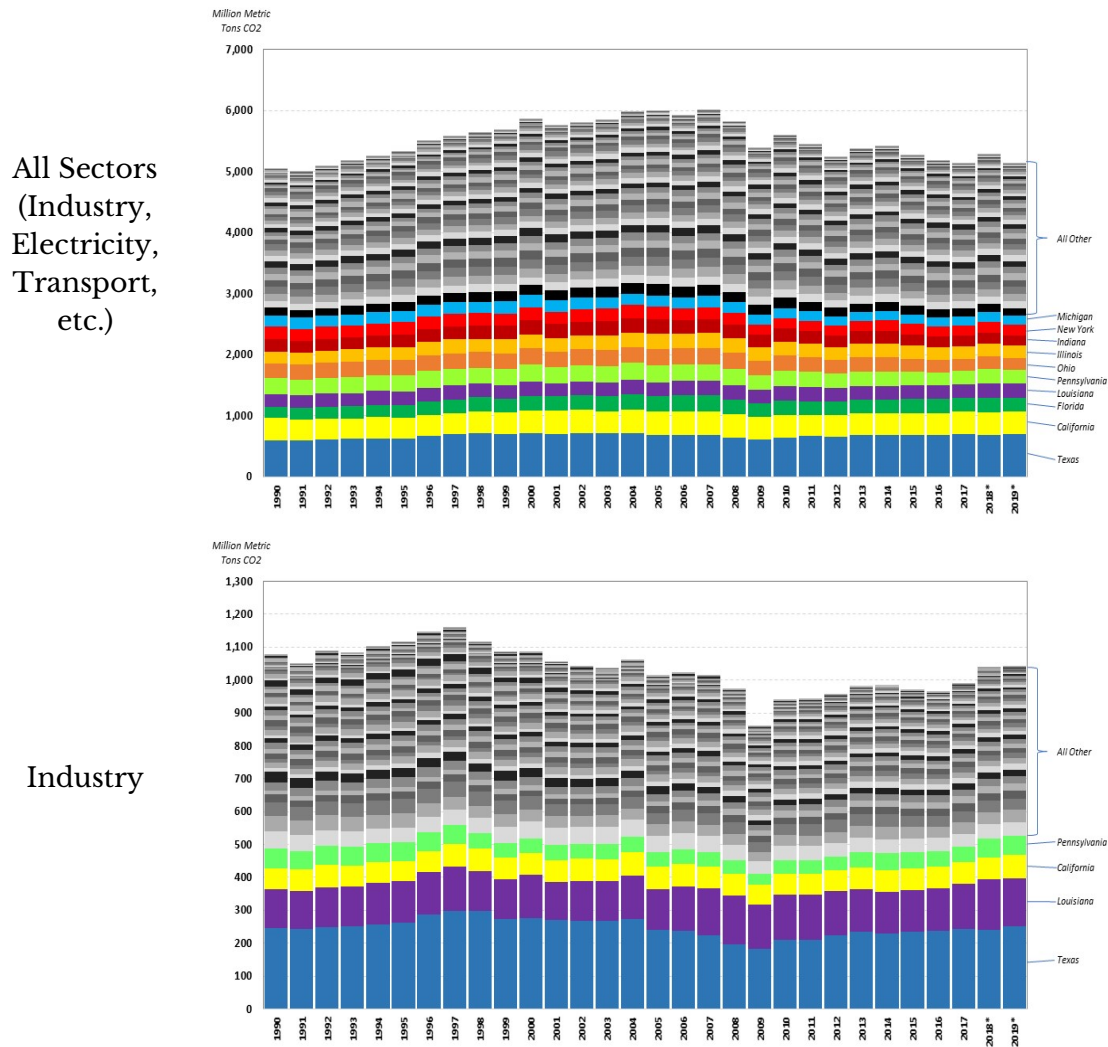 All Sectors
(Industry,
Electricity,
Transport,
etc.)
Million Metric
Tons CO2
7,000
6,000
5,000
4,000
3,000
2,000
1,000
0
All Other
Michigan
New York
Indiana
Illinois
Ohio
Pennsylvania
Louisiana
Florida
California
Texas
1990 1991 1992 1993 1994 1995 1996 1997 1998 1999 2000 2001 2002 2003 2004 2005 2006 2007 2008 2009 2010 2011 2012 2013 2014 2015 2016 2017 2018* 2019*
Industry
Million Metric
Tons CO2
1,300
1,200
1,100
1,000
900
800
700
600
500
400
300
200
100
0
All Other
Pennsylvania
California
Louisiana
Texas
1990 1991 1992 1993 1994 1995 1996 1997 1998 1999 2000 2001 2002 2003 2004 2005 2006 2007 2008 2009 2010 2011 2012 2013 2014 2015 2016 2017 2018* 2019*